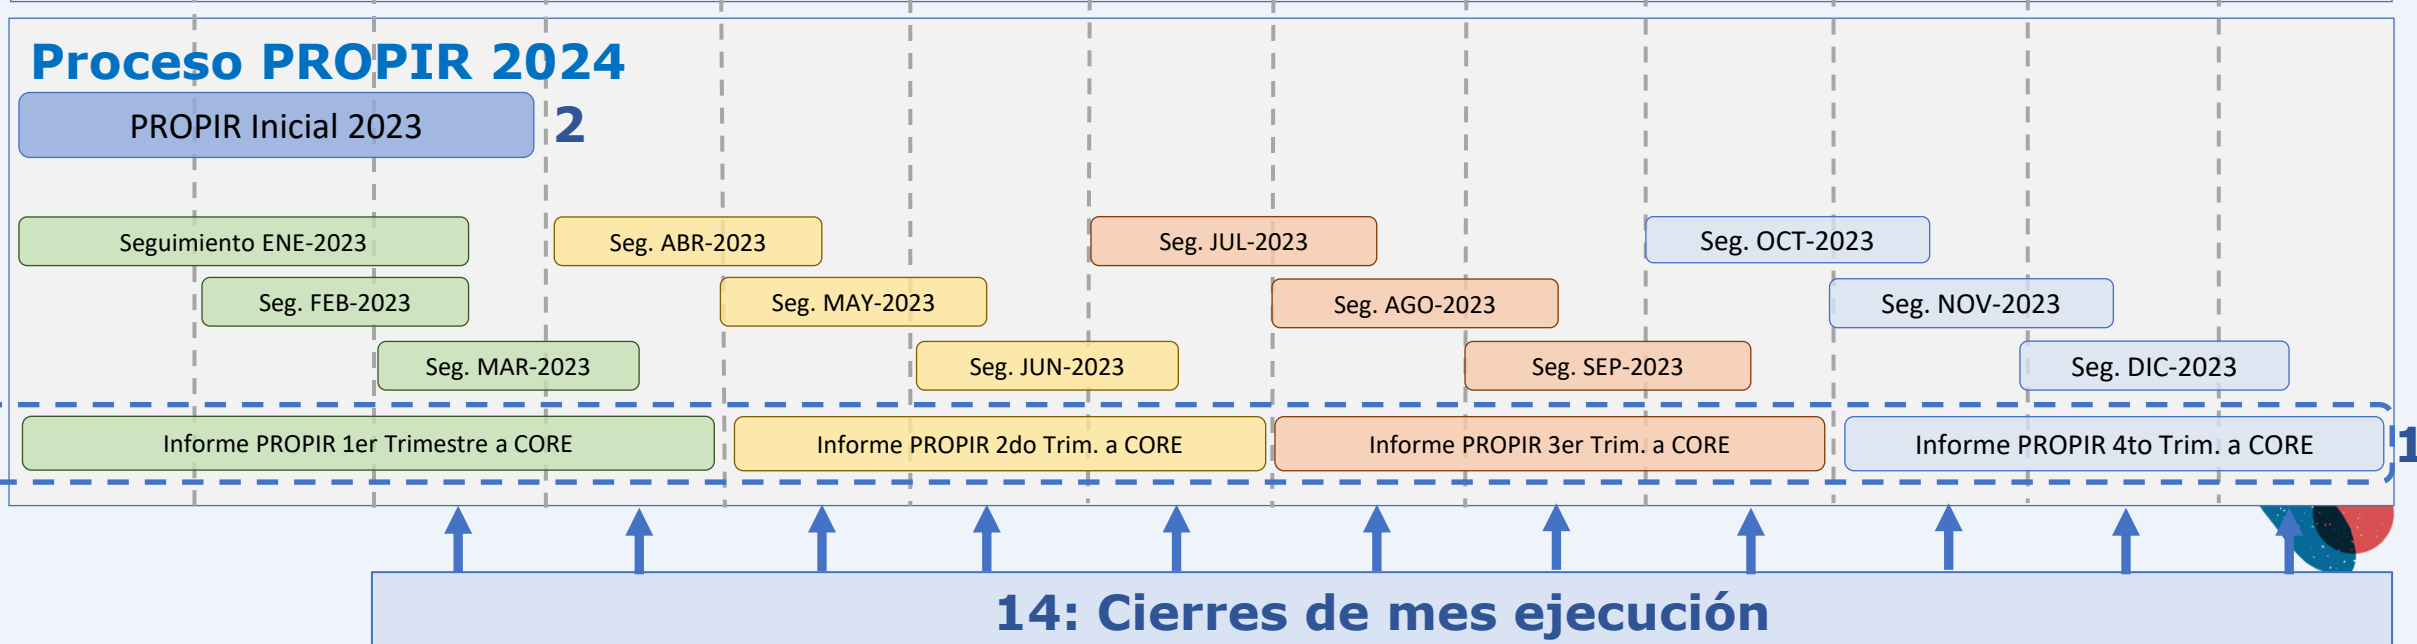 Proceso PROPIR 2024
PROPIR Inicial 2023
2
Seguimiento ENE-2023
Seg. ABR-2023
Seg. JUL-2023
Seg. OCT-2023
Seg. FEB-2023
Seg. MAY-2023
Seg. AGO-2023
Seg. NOV-2023
Seg. MAR-2023
Seg. JUN-2023
Seg. SEP-2023
Seg. DIC-2023
Informe PROPIR 1er Trimestre a CORE
Informe PROPIR 2do Trim. a CORE
Informe PROPIR 3er Trim. a CORE
Informe PROPIR 4to Trim. a CORE
1
14: Cierres de mes ejecución